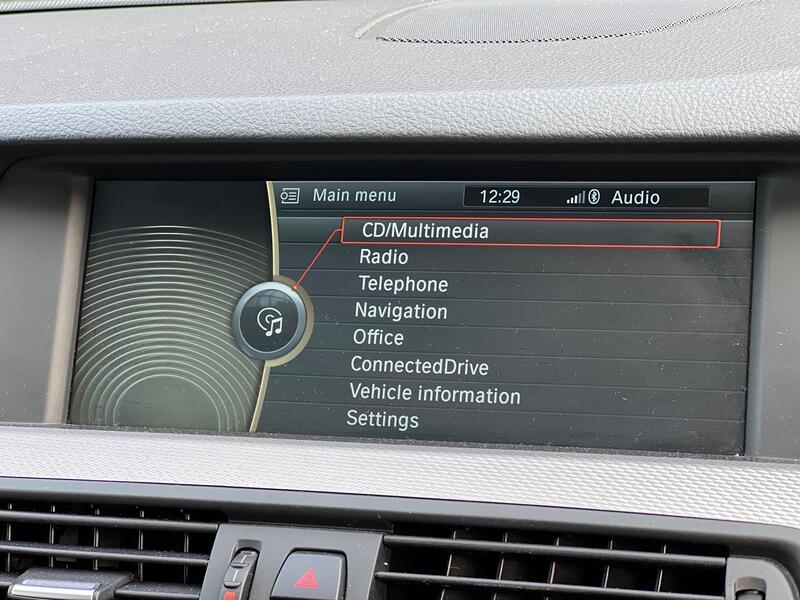 Main menu 12:29 Audio
CD/Multimedia
Radio
Telephone
Navigation
Office
ConnectedDrive
Vehicle information
Settings